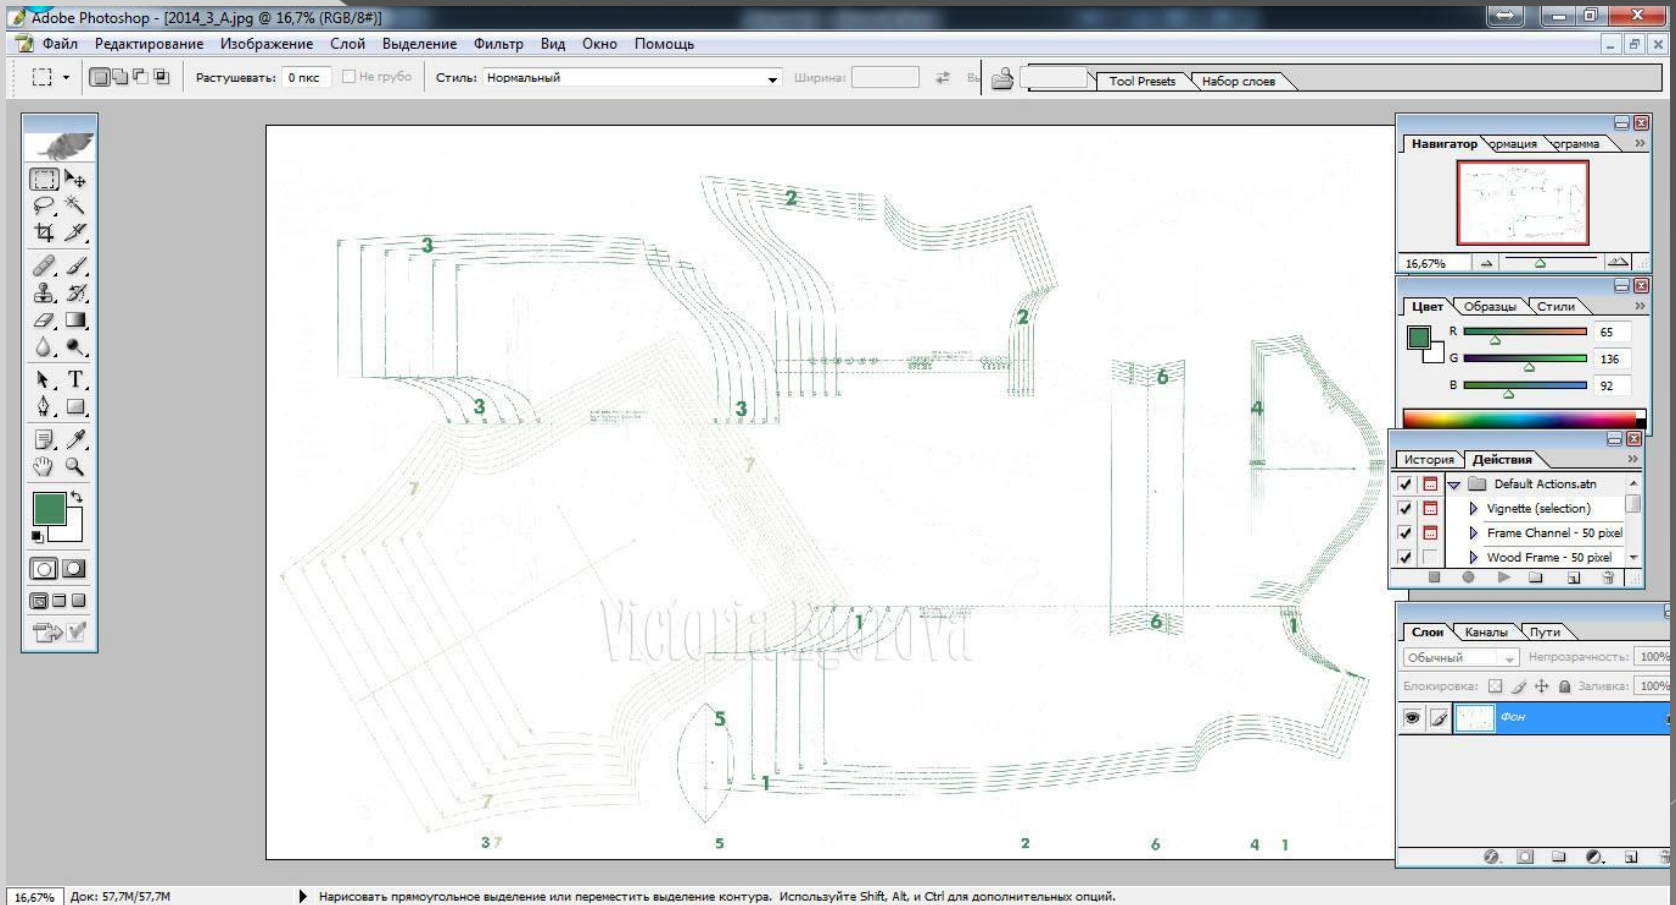 Adobe Photoshop - [2014_3_A.jpg @ 16,7% (RGB/8#)]
Файл Редактирование Изображение Слой Выделение Фильтр Вид Окно Помощь
Растушевать: 0 пкс Не грубо Стиль: Нормальный Ширина: Вы Tool Presets Набор слоев
Навигатор ормация ограмма
16,67%
Цвет Образцы Стили
R 65
G 136
B 92
История Действия
Default Actions.atn
Vignette (selection)
Frame Channel - 50 pixel
Wood Frame - 50 pixel
Слои Каналы Пути
Обычный Непрозрачность: 100%
Блокировка: Заливка: 100%
Фон
2
3
2
6
3
3
4
7
7
Victoria Egorova
1
6
1
5
1
7
3 7 5 2 6 4 1
16,67% Док: 57,7M/57,7M Нарисовать прямоугольное выделение или переместить выделение контура. Используйте Shift, Alt, и Ctrl для дополнительных опций.